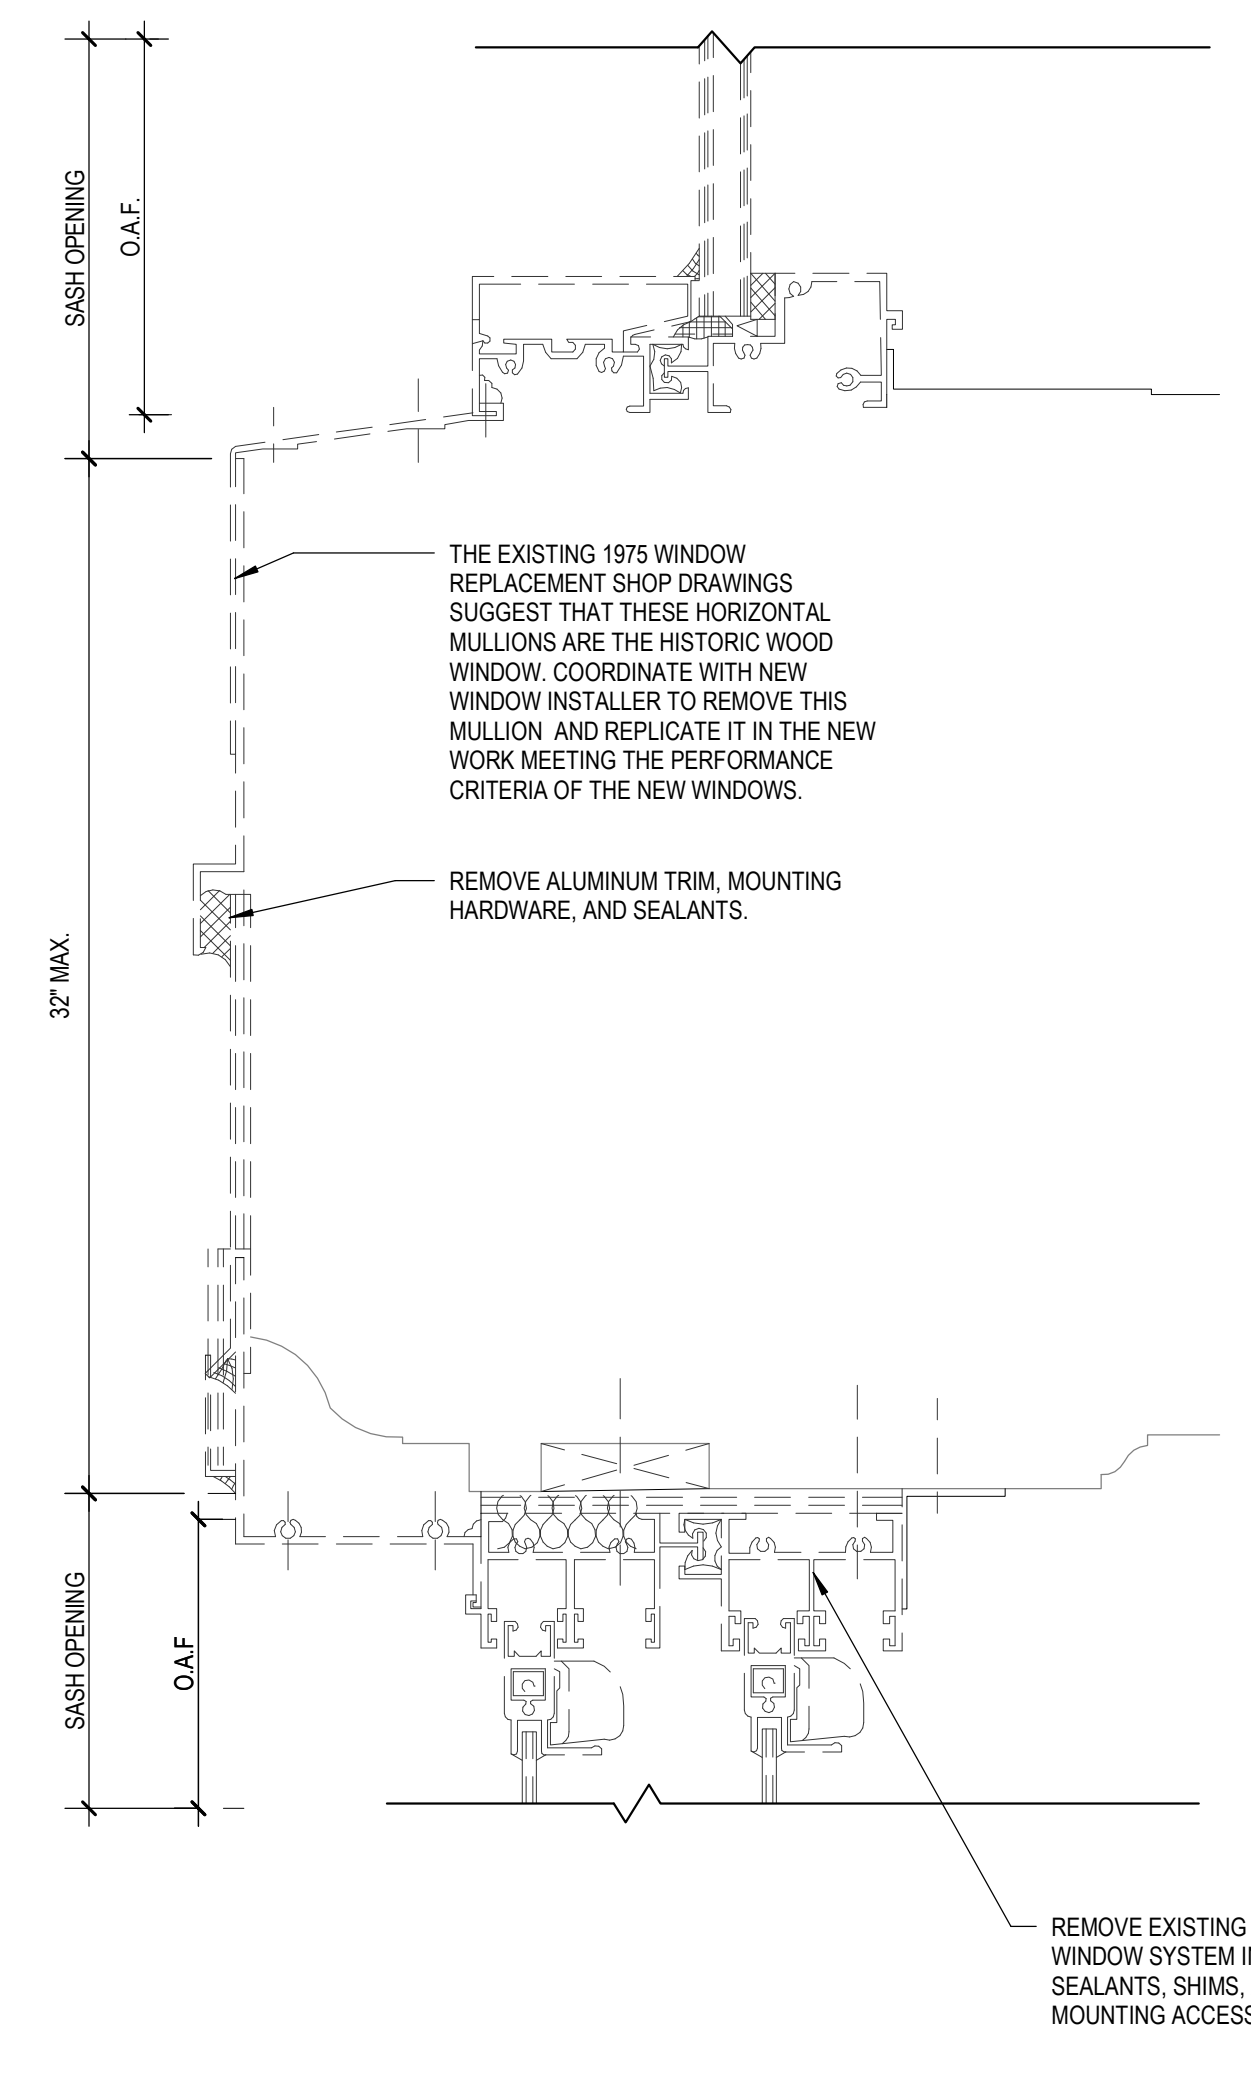 SASH OPENING
O.A.F.
THE EXISTING 1975 WINDOW
REPLACEMENT SHOP DRAWINGS
SUGGEST THAT THESE HORIZONTAL
MULLIONS ARE THE HISTORIC WOOD
WINDOW. COORDINATE WITH NEW
WINDOW INSTALLER TO REMOVE THIS
MULLION  AND REPLICATE IT IN THE NEW
WORK MEETING THE PERFORMANCE
CRITERIA OF THE NEW WINDOWS.
REMOVE ALUMINUM TRIM, MOUNTING
HARDWARE, AND SEALANTS.
32" MAX.
SASH OPENING
O.A.F
REMOVE EXISTING
WINDOW SYSTEM
SEALANTS, SHIMS,
MOUNTING